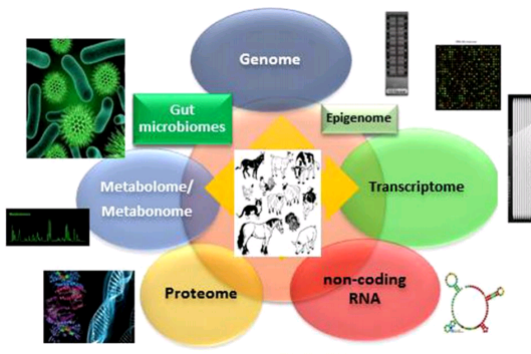 Genome
Gut
microbiomes
Epigenome
Metabolome/
Metabonome
Transcriptome
Proteome
non-coding
RNA